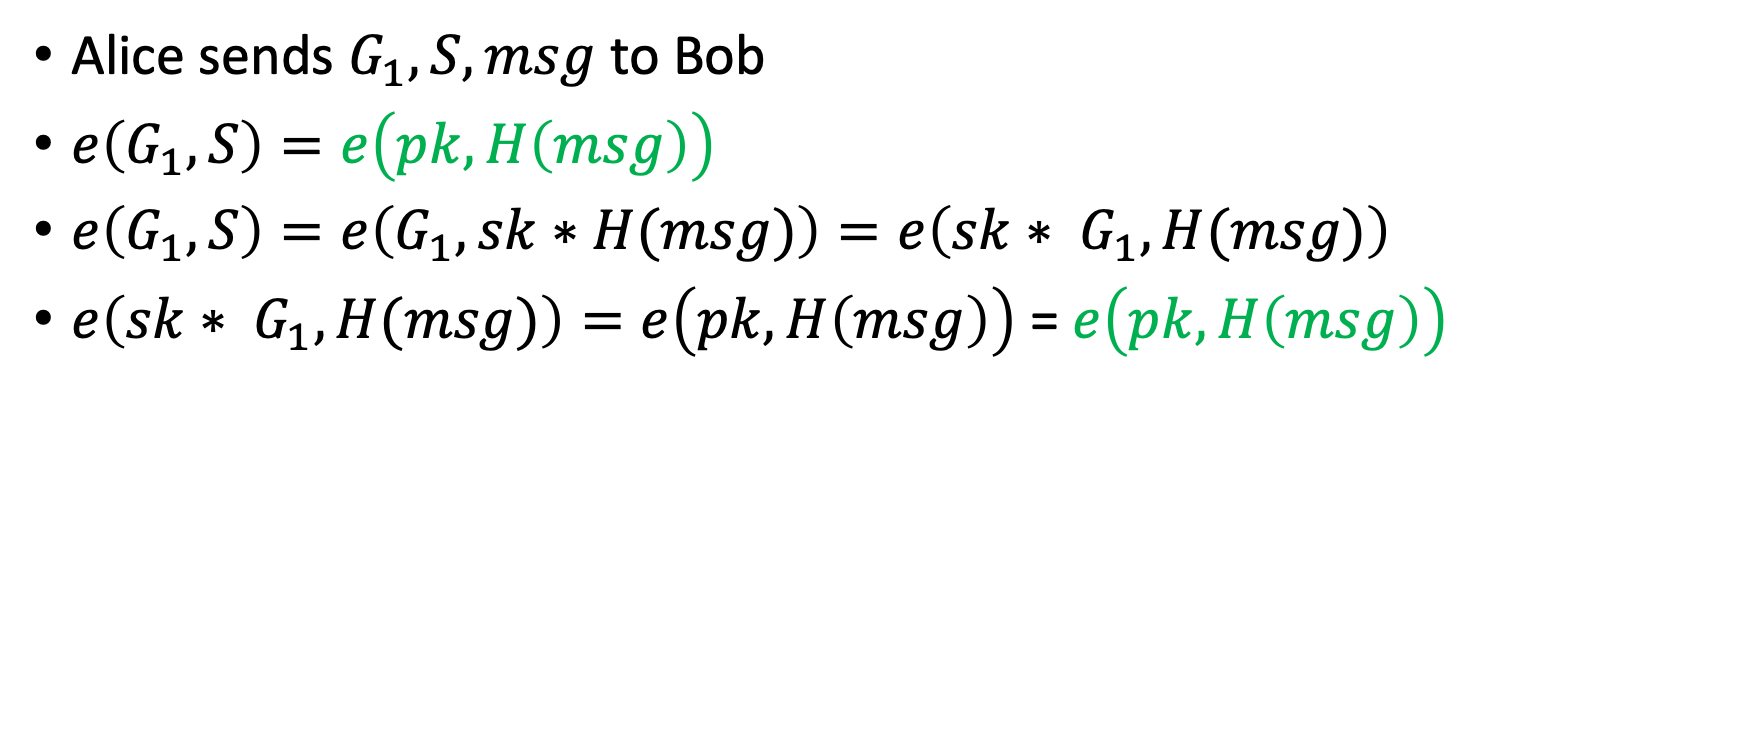 • Alice sends G₁, S, msg to Bob
• e(G₁, S) = e(pk, H(msg))
• e(G₁, S) = e(G₁, sk ∗ H(msg)) = e(sk ∗ G₁, H(msg))
• e(sk ∗ G₁, H(msg)) = e(pk, H(msg)) = e(pk, H(msg))